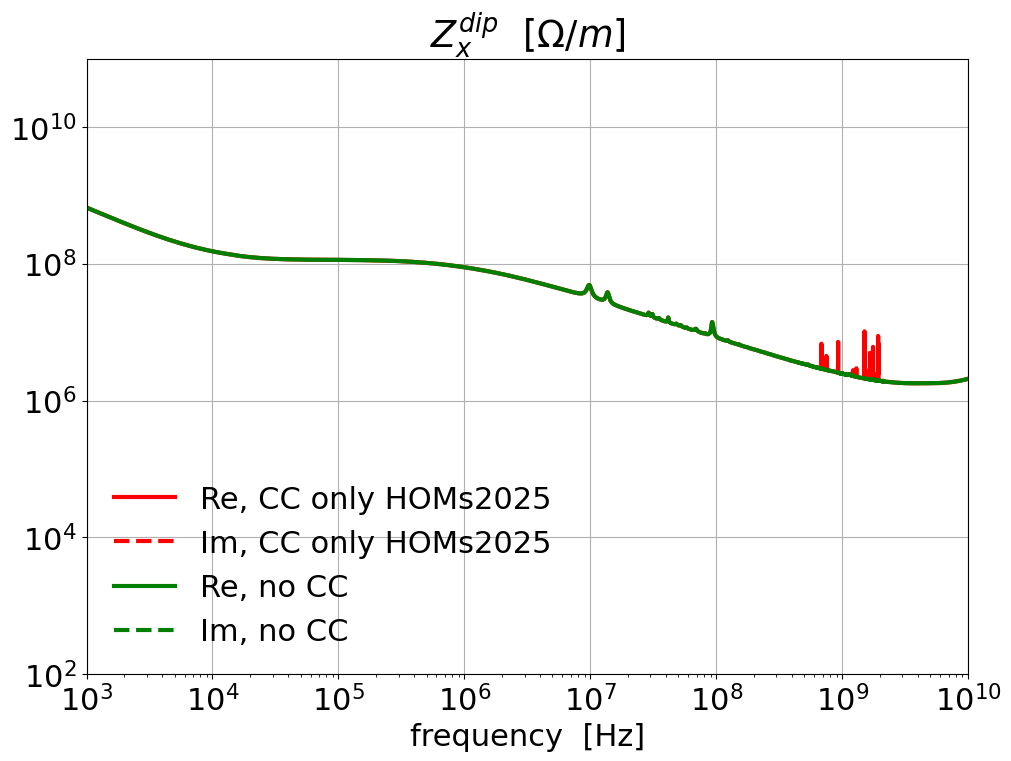 Z_x^{dip} [Ω/m]
10^{10}
10^8
10^6
10^4
10^2
Re, CC only HOMs2025
Im, CC only HOMs2025
Re, no CC
Im, no CC
10^3 10^4 10^5 10^6 10^7 10^8 10^9 10^{10}
frequency [Hz]